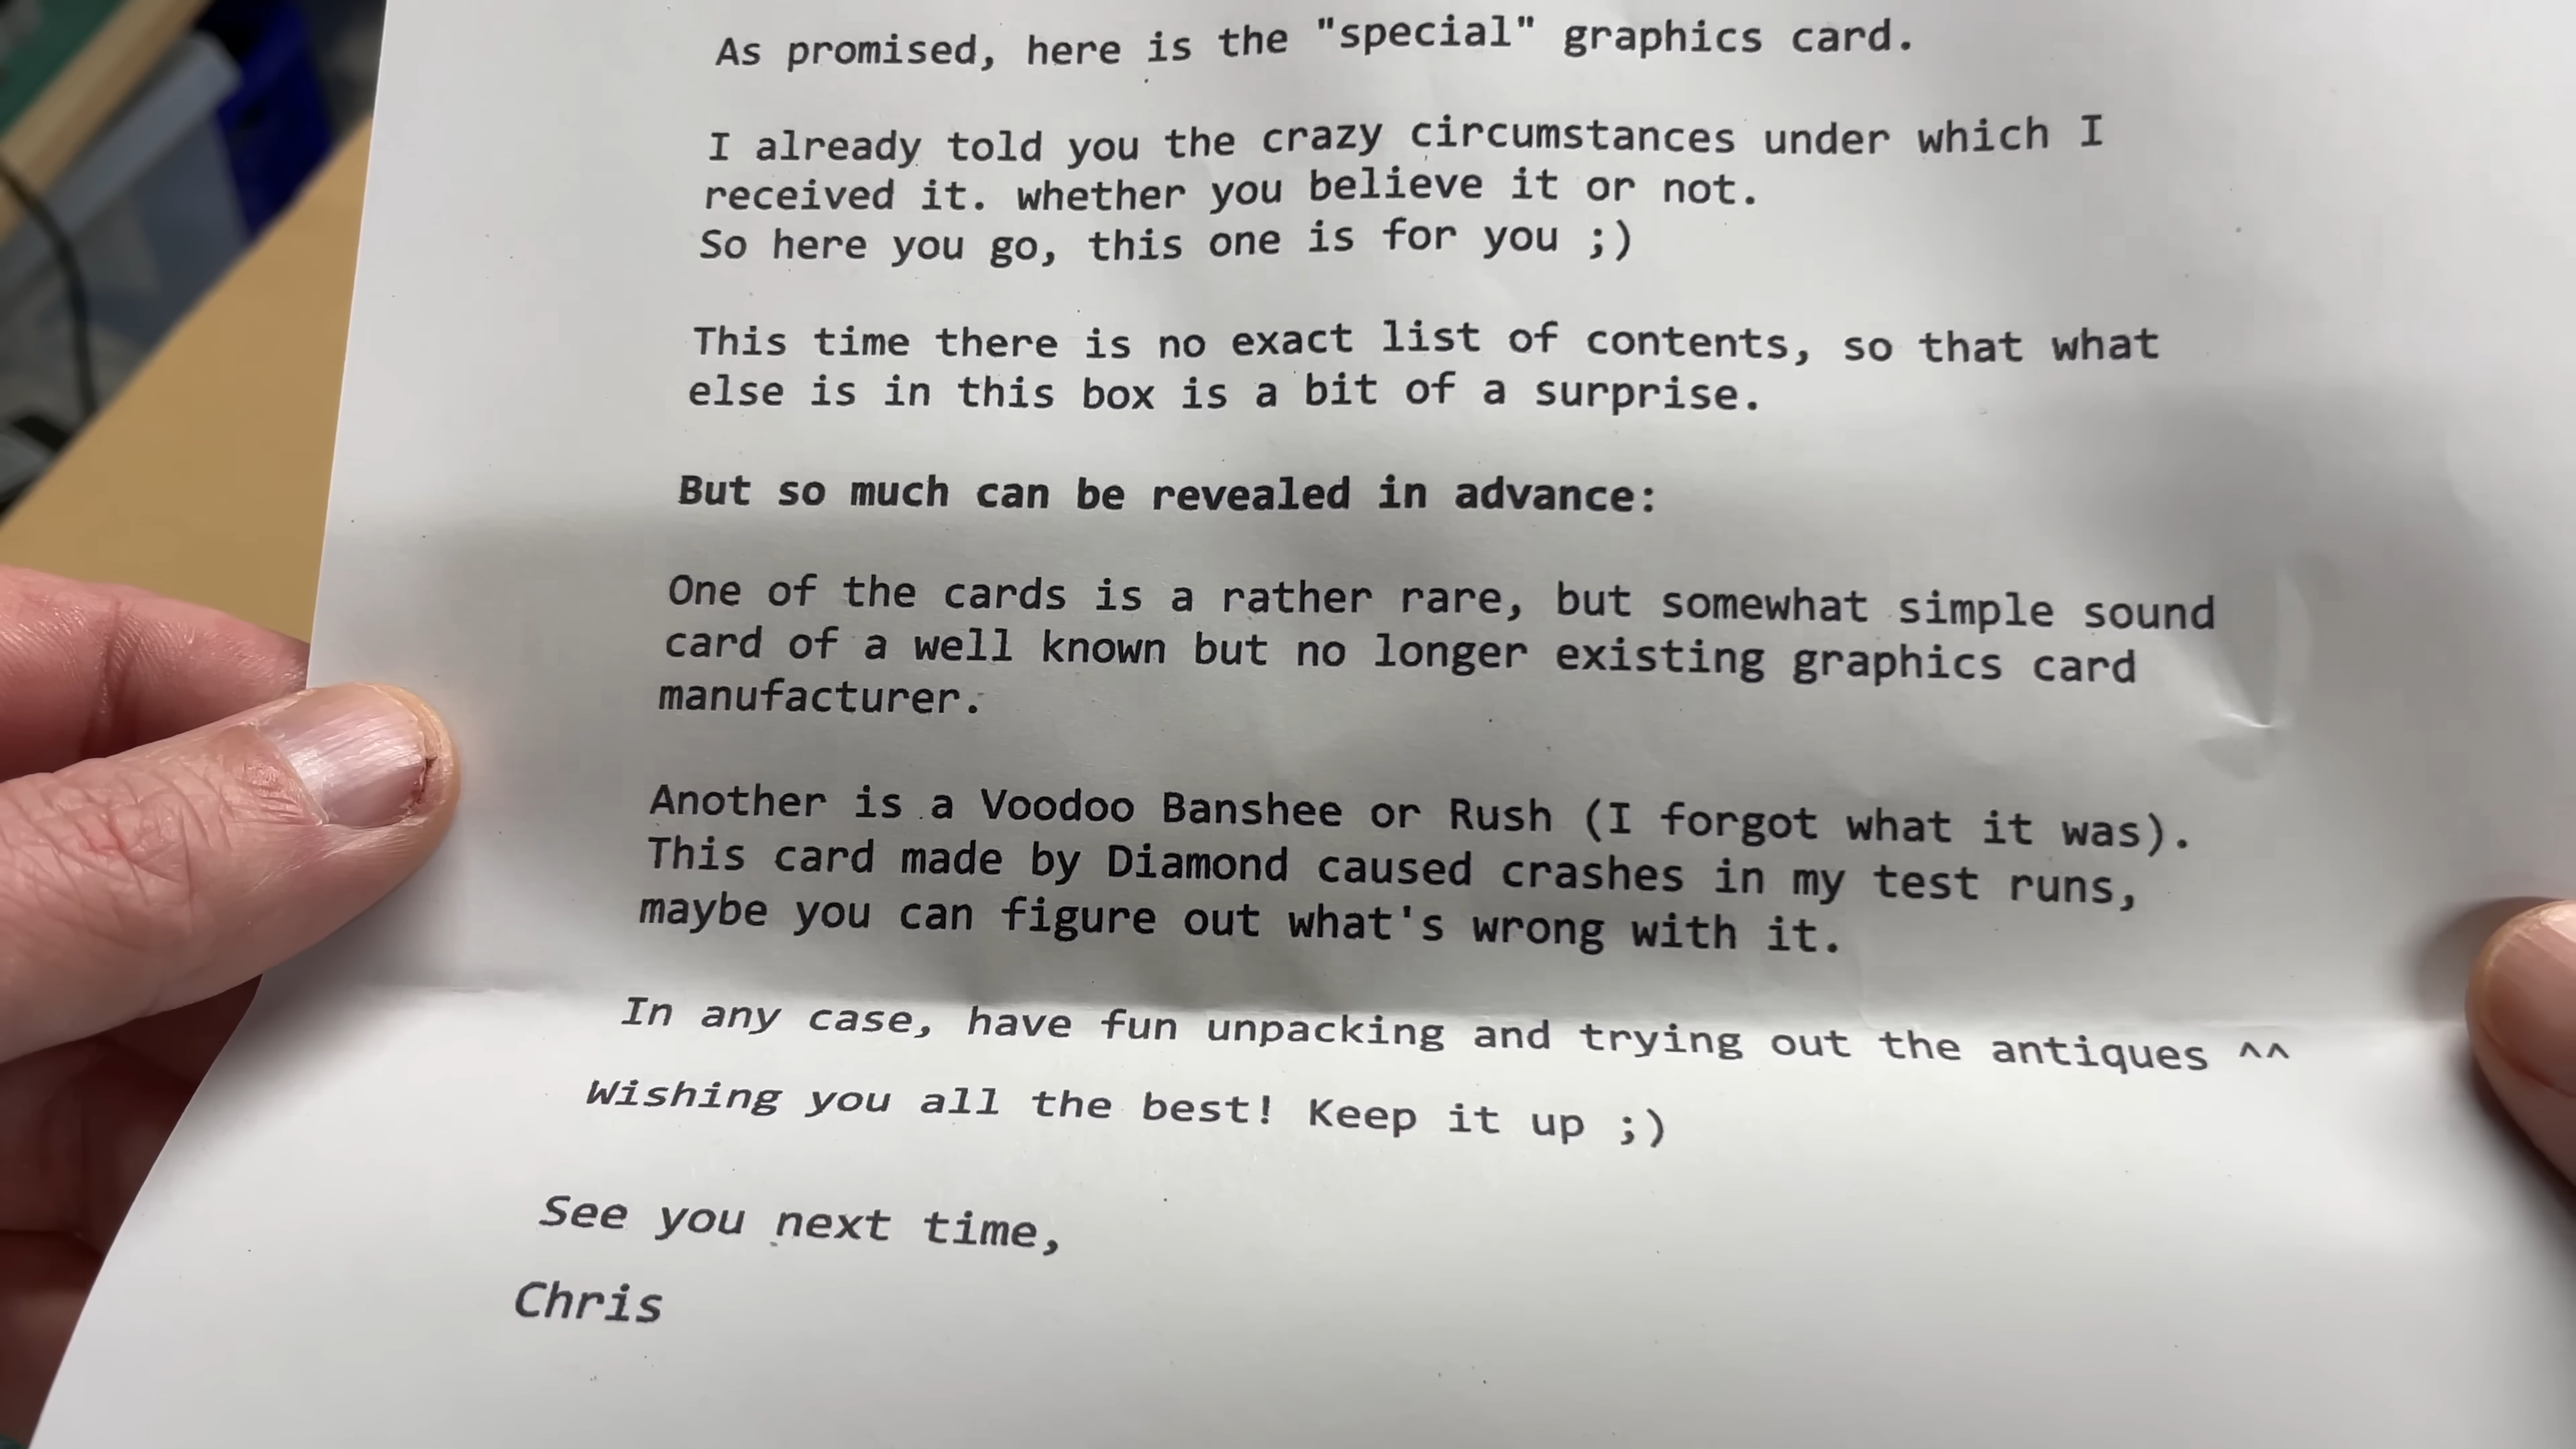 As promised, here is the "special" graphics card.
I already told you the crazy circumstances under which I
received it. whether you believe it or not.
So here you go, this one is for you ;)
This time there is no exact list of contents, so that what
else is in this box is a bit of a surprise.
But so much can be revealed in advance:
One of the cards is a rather rare, but somewhat simple sound
card of a well known but no longer existing graphics card
manufacturer.
Another is a Voodoo Banshee or Rush (I forgot what it was).
This card made by Diamond caused crashes in my test runs,
maybe you can figure out what's wrong with it.
In any case, have fun unpacking and trying out the antiques ^^
Wishing you all the best! Keep it up ;)
See you next time,
Chris